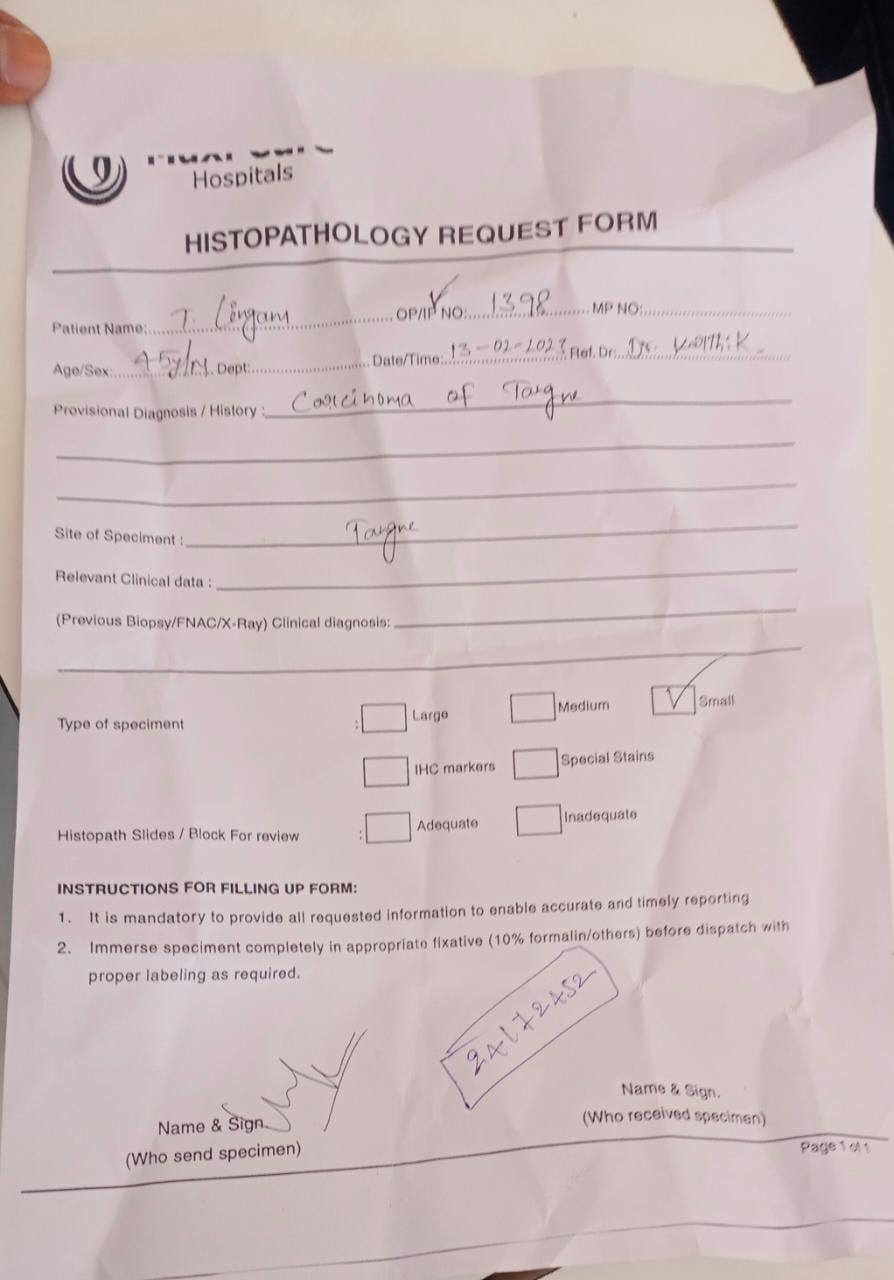 Hospitals
HISTOPATHOLOGY REQUEST FORM
Patient Name: T. Lingam OP/IP NO: 1398 MP NO:
Age/Sex: 45y/M Dept: Date/Time: 13-02-2023 Ref. Dr: Dr.
Provisional Diagnosis / History : Carcinoma of Tangue
Site of Speciment : Tangue
Relevant Clinical data :
(Previous Biopsy/FNAC/X-Ray) Clinical diagnosis:
Type of speciment : Large Medium Small
IHC markers Special Stains
Histopath Slides / Block For review : Adequate Inadequate
INSTRUCTIONS FOR FILLING UP FORM:
1. It is mandatory to provide all requested information to enable accurate and timely reporting
2. Immerse speciment completely in appropriate fixative (10% formalin/others) before dispatch with
proper labeling as required.
24172452
Name & Sign. Name & Sign.
(Who send specimen) (Who received specimen)
Page 1 of 1